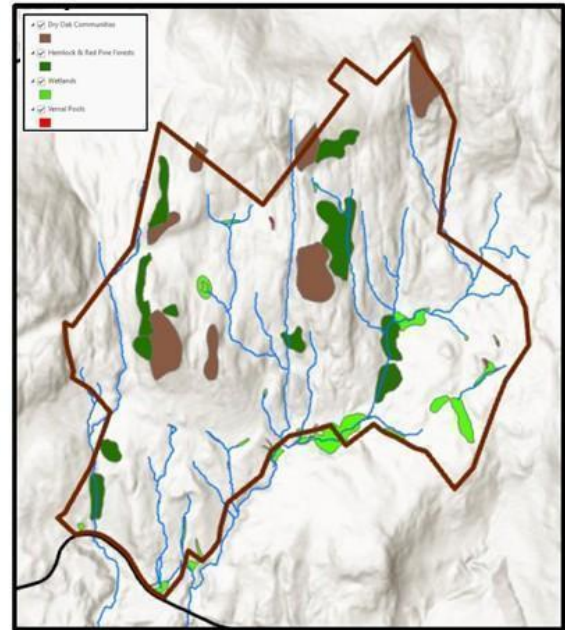 Dry Oak Communities
Hemlock & Red Pine Forests
Wetlands
Vernal Pools